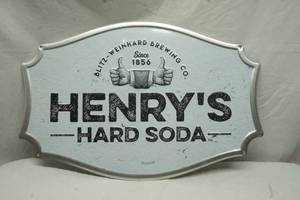 BLITZ-WEINHARD BREWING CO.
Since
1856
HENRY'S
HARD SODA